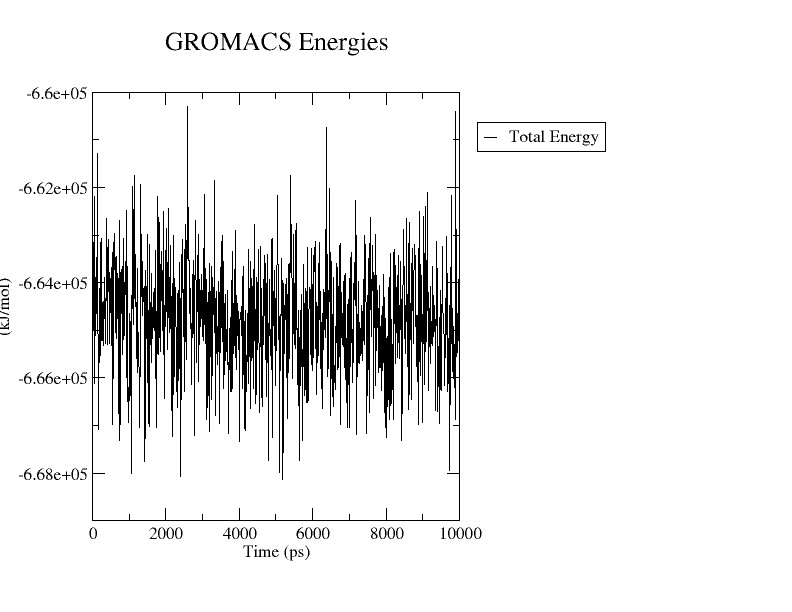 GROMACS Energies
-6.6e+05
Total Energy
-6.62e+05
-6.64e+05
(kJ/mol)
-6.66e+05
-6.68e+05
0 2000 4000 6000 8000 10000
Time (ps)